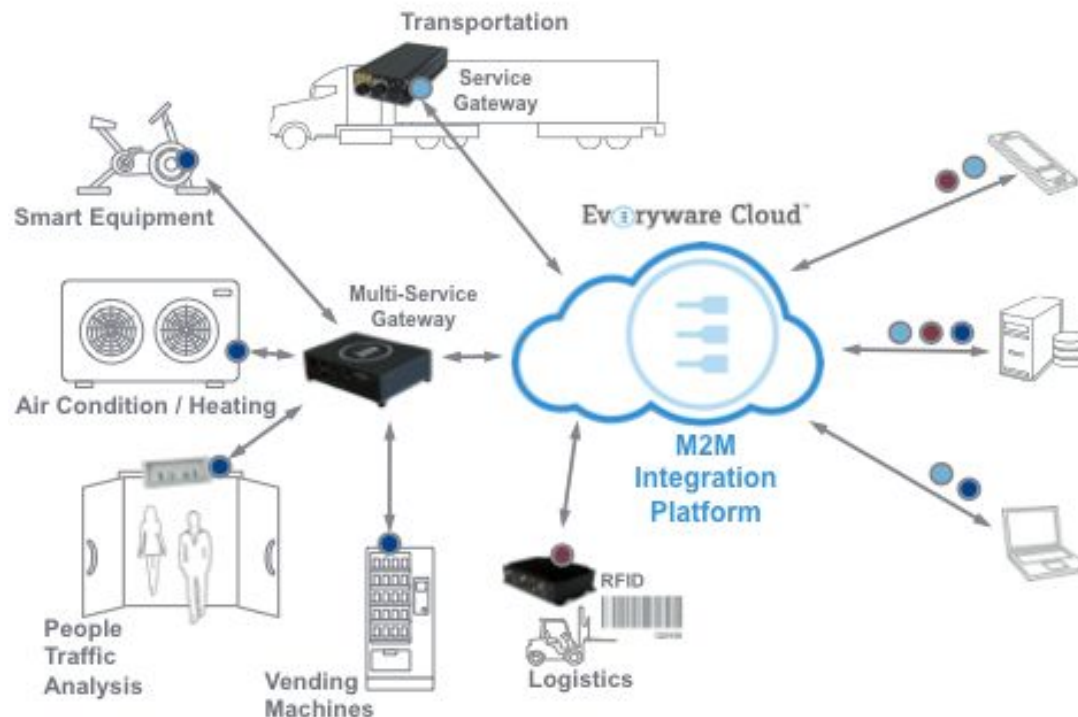 Transportation
Service
Gateway
Smart Equipment
Everyware Cloud™
Multi-Service
Gateway
Air Condition / Heating
M2M
Integration
Platform
RFID
People
Traffic
Analysis
Vending
Machines
Logistics